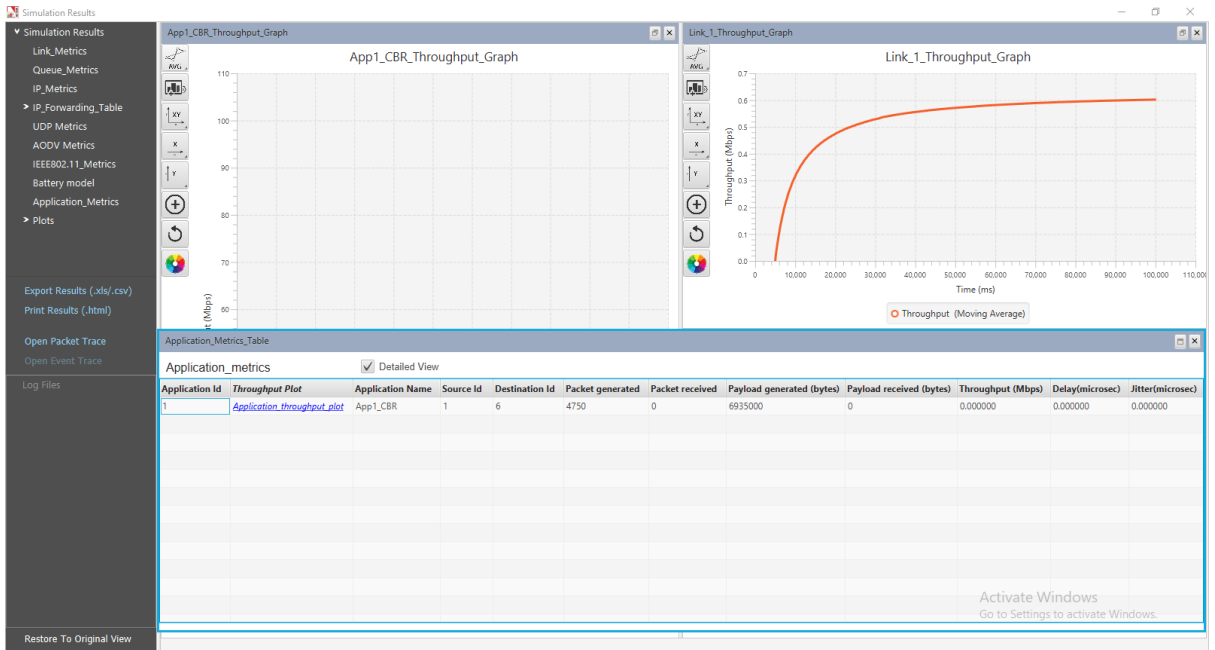 Simulation Results
Simulation Results
Link_Metrics
Queue_Metrics
IP_Metrics
IP_Forwarding_Table
UDP Metrics
AODV Metrics
IEEE802.11_Metrics
Battery model
Application_Metrics
Plots
Export Results (.xls/.csv)
Print Results (.html)
Open Packet Trace
Open Event Trace
Log Files
Restore To Original View
App1_CBR_Throughput_Graph
App1_CBR_Throughput_Graph
AVG
XY
X
Y
110
100
90
80
70
60
t (Mbps)
Link_1_Throughput_Graph
Link_1_Throughput_Graph
AVG
XY
X
Y
Throughput (Mbps)
0.7
0.6
0.5
0.4
0.3
0.2
0.1
0.0
0 10,000 20,000 30,000 40,000 50,000 60,000 70,000 80,000 90,000 100,000 110,00
Time (ms)
Throughput (Moving Average)
Application_Metrics_Table
Application_metrics Detailed View
Application Id Throughput Plot Application Name Source Id Destination Id Packet generated Packet received Payload generated (bytes) Payload received (bytes) Throughput (Mbps) Delay(microsec) Jitter(microsec)
1 Application_throughput_plot App1_CBR 1 6 4750 0 6935000 0 0.000000 0.000000 0.000000
Activate Windows
Go to Settings to activate Windows.